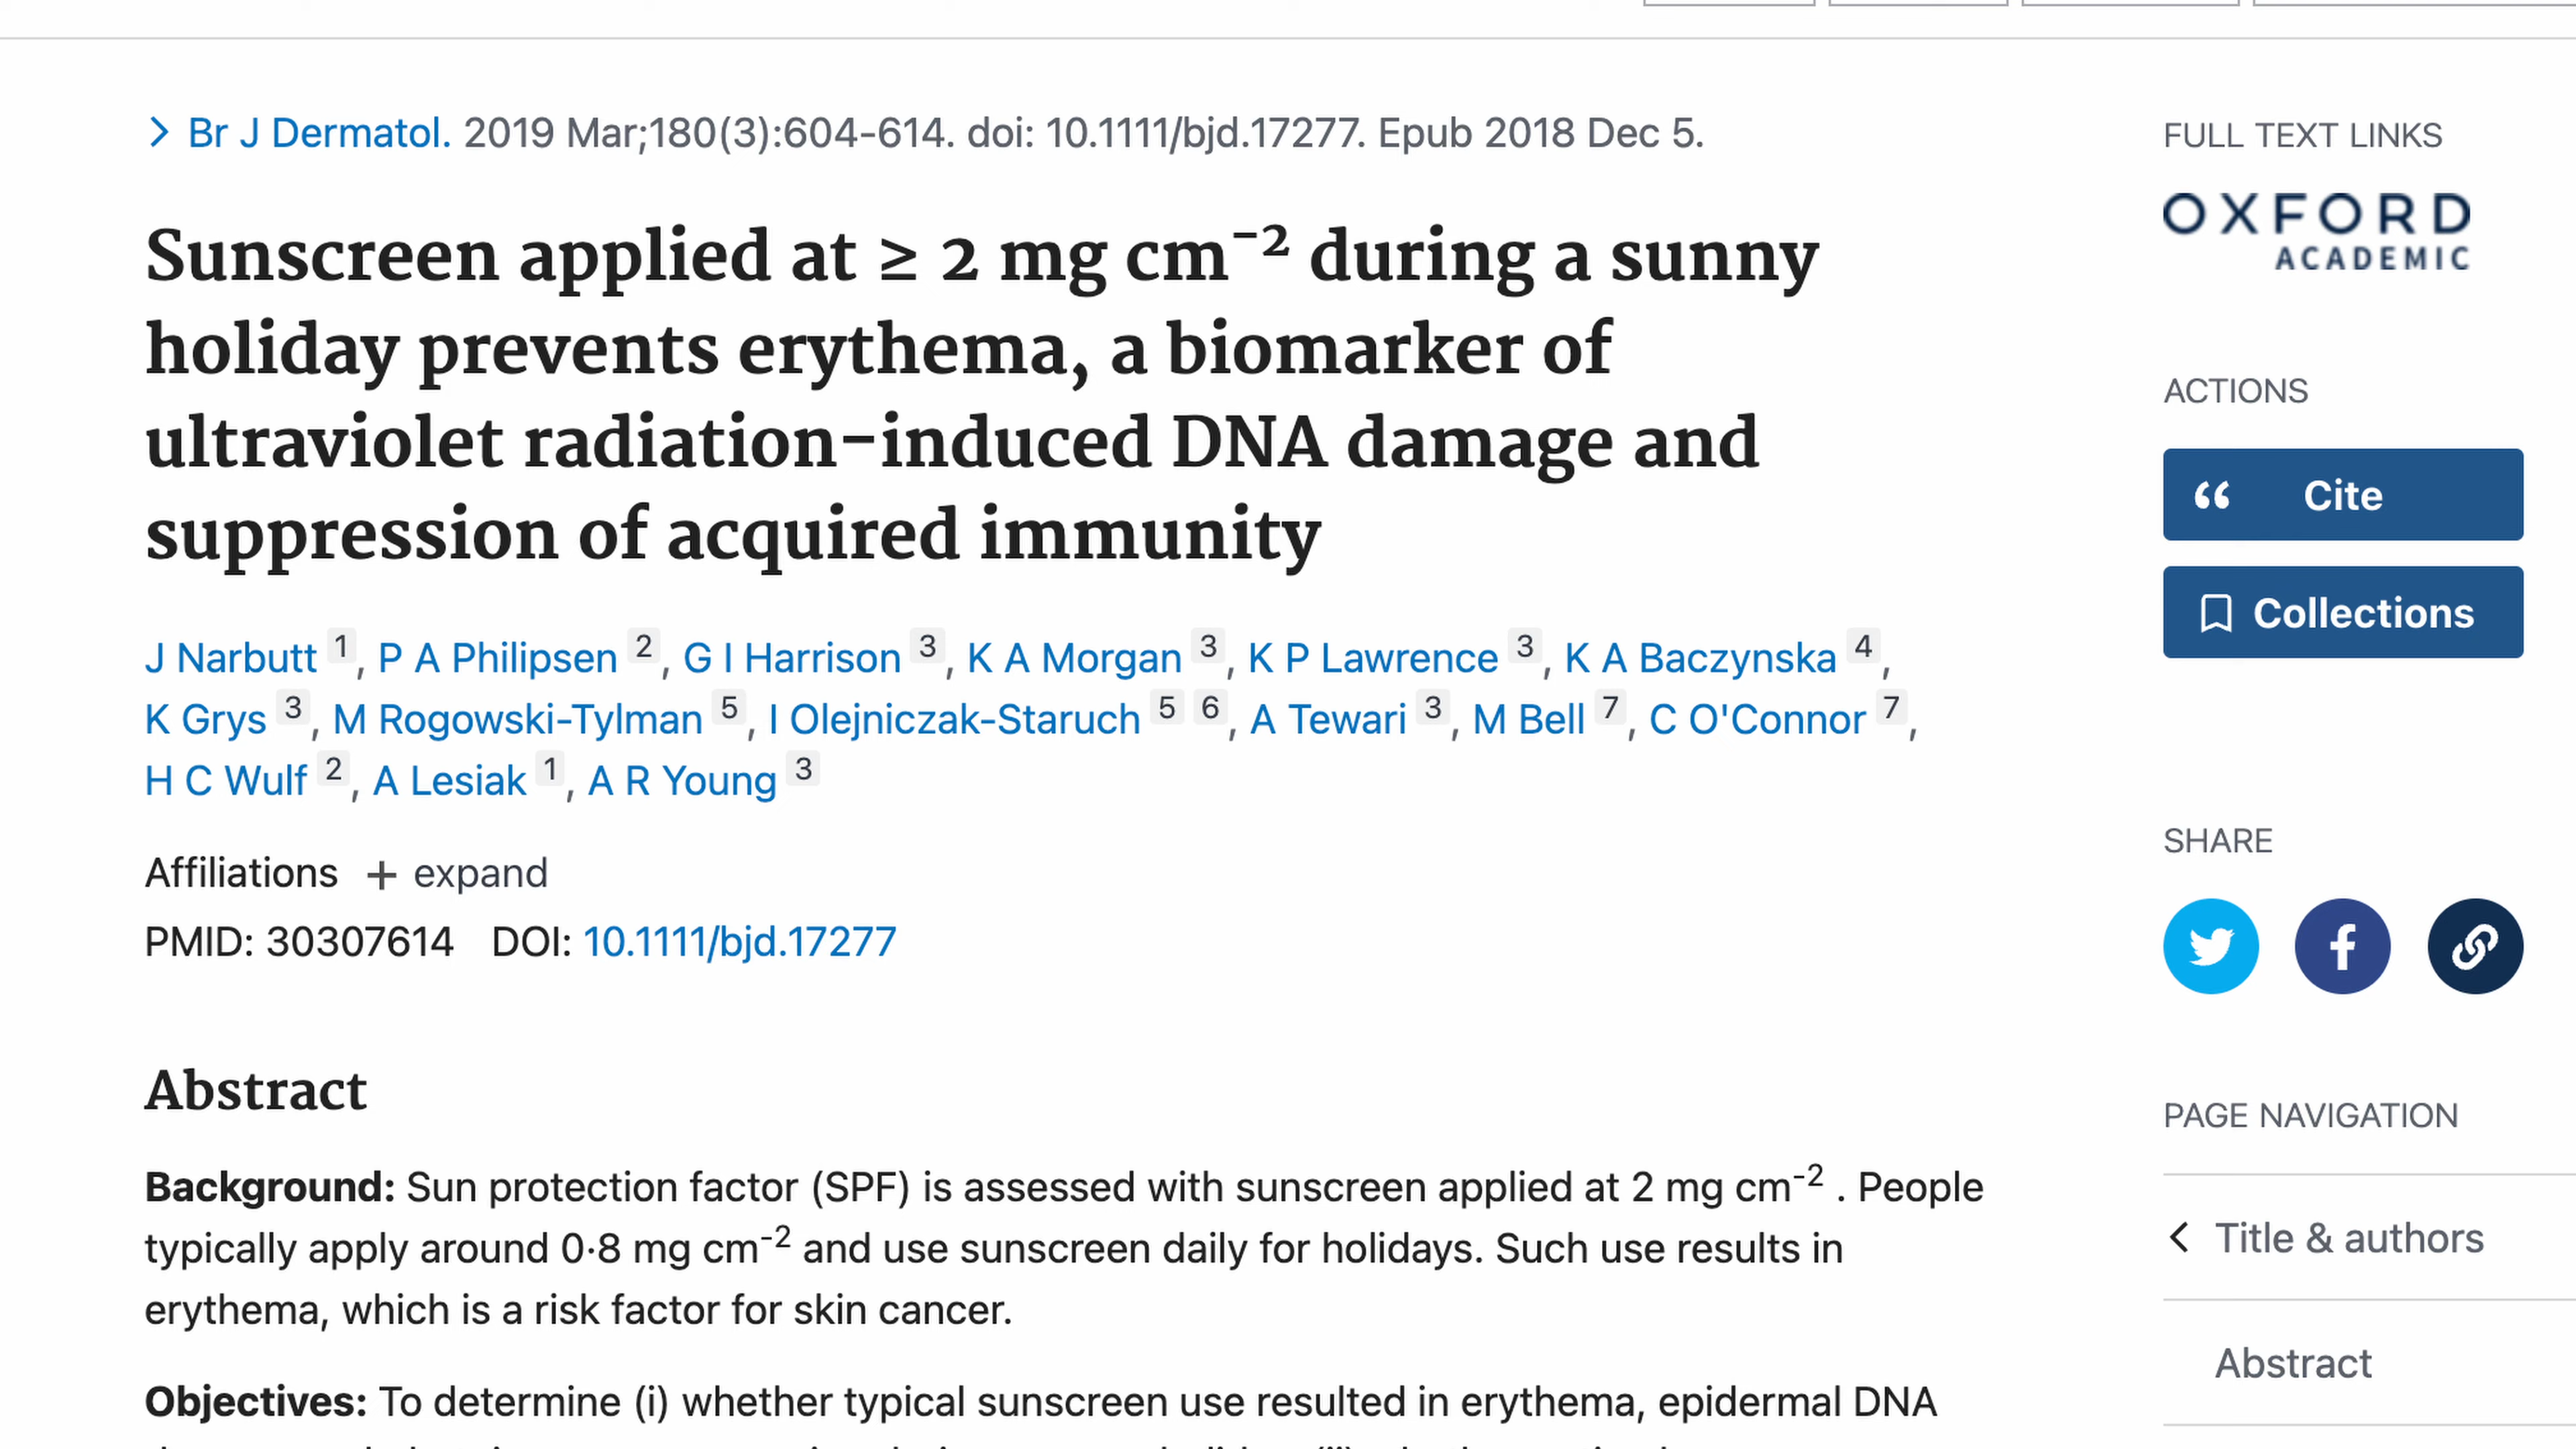 > Br J Dermatol. 2019 Mar;180(3):604-614. doi: 10.1111/bjd.17277. Epub 2018 Dec 5.
Sunscreen applied at ≥ 2 mg cm⁻² during a sunny
holiday prevents erythema, a biomarker of
ultraviolet radiation-induced DNA damage and
suppression of acquired immunity
J Narbutt 1, P A Philipsen 2, G I Harrison 3, K A Morgan 3, K P Lawrence 3, K A Baczynska 4,
K Grys 3, M Rogowski-Tylman 5, I Olejniczak-Staruch 5 6, A Tewari 3, M Bell 7, C O'Connor 7,
H C Wulf 2, A Lesiak 1, A R Young 3
Affiliations + expand
PMID: 30307614 DOI: 10.1111/bjd.17277
Abstract
Background: Sun protection factor (SPF) is assessed with sunscreen applied at 2 mg cm⁻² . People
typically apply around 0·8 mg cm⁻² and use sunscreen daily for holidays. Such use results in
erythema, which is a risk factor for skin cancer.
Objectives: To determine (i) whether typical sunscreen use resulted in erythema, epidermal DNA
FULL TEXT LINKS
OXFORD
ACADEMIC
ACTIONS
Cite
Collections
SHARE
PAGE NAVIGATION
< Title & authors
Abstract